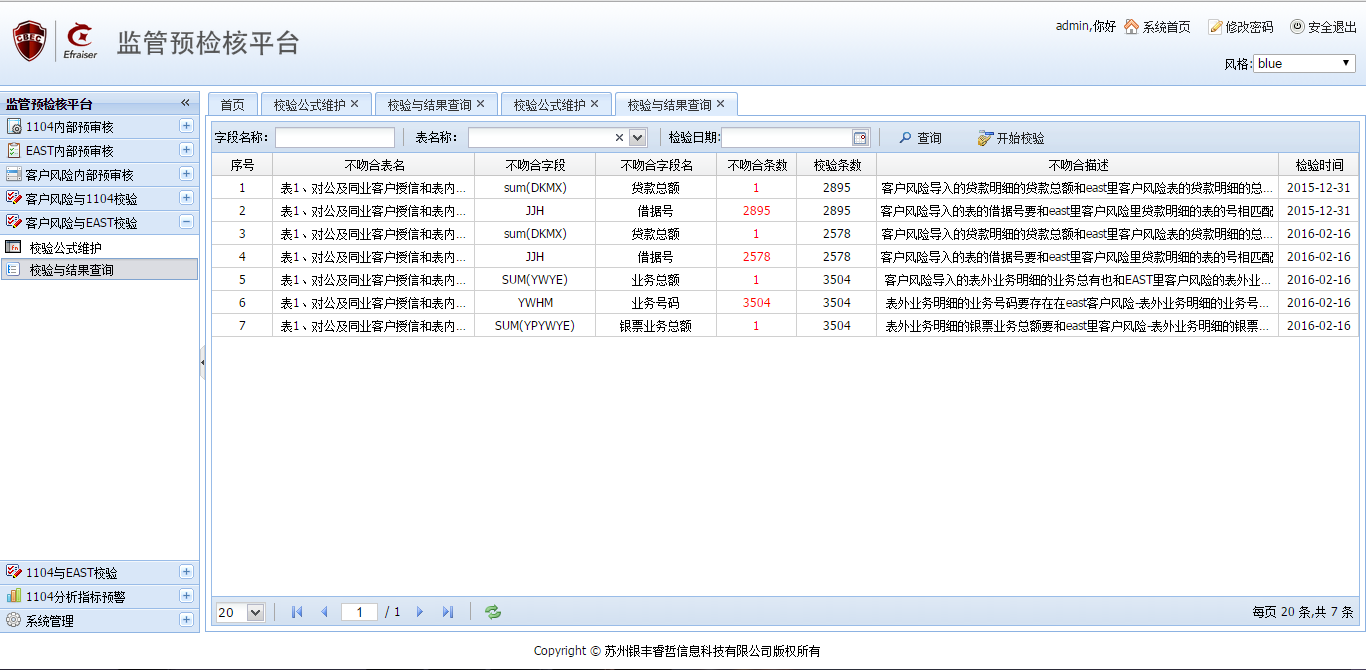 admin,你好 系统首页 修改密码 安全退出
CBEC Efraiser 监管预检核平台
风格: blue
监管预检核平台
首页 校验公式维护 校验与结果查询 校验公式维护 校验与结果查询
1104内部预审核
EAST内部预审核
客户风险内部预审核
客户风险与1104校验
客户风险与EAST校验
校验公式维护
校验与结果查询
1104与EAST校验
1104分析指标预警
系统管理
字段名称: 表名称: 检验日期: 查询 开始校验
序号 不吻合表名 不吻合字段 不吻合字段名 不吻合条数 校验条数 不吻合描述 检验时间
1 表1、对公及同业客户授信和表内... sum(DKMX) 贷款总额 1 2895 客户风险导入的贷款明细的贷款总额和east里客户风险表的贷款明细的总... 2015-12-31
2 表1、对公及同业客户授信和表内... JJH 借据号 2895 2895 客户风险导入的表的借据号要和east里客户风险里贷款明细的表的号相匹配 2015-12-31
3 表1、对公及同业客户授信和表内... sum(DKMX) 贷款总额 1 2578 客户风险导入的贷款明细的贷款总额和east里客户风险表的贷款明细的总... 2016-02-16
4 表1、对公及同业客户授信和表内... JJH 借据号 2578 2578 客户风险导入的表的借据号要和east里客户风险里贷款明细的表的号相匹配 2016-02-16
5 表1、对公及同业客户授信和表内... SUM(YWYE) 业务总额 1 3504 客户风险导入的表外业务明细的业务总有也和EAST里客户风险的表外业... 2016-02-16
6 表1、对公及同业客户授信和表内... YWHM 业务号码 3504 3504 表外业务明细的业务号码要存在在east客户风险-表外业务明细的业务号... 2016-02-16
7 表1、对公及同业客户授信和表内... SUM(YPYWYE) 银票业务总额 1 3504 表外业务明细的银票业务总额要和east里客户风险-表外业务明细的银票... 2016-02-16
20 1 / 1 每页 20 条,共 7 条
Copyright © 苏州银丰睿哲信息科技有限公司版权所有